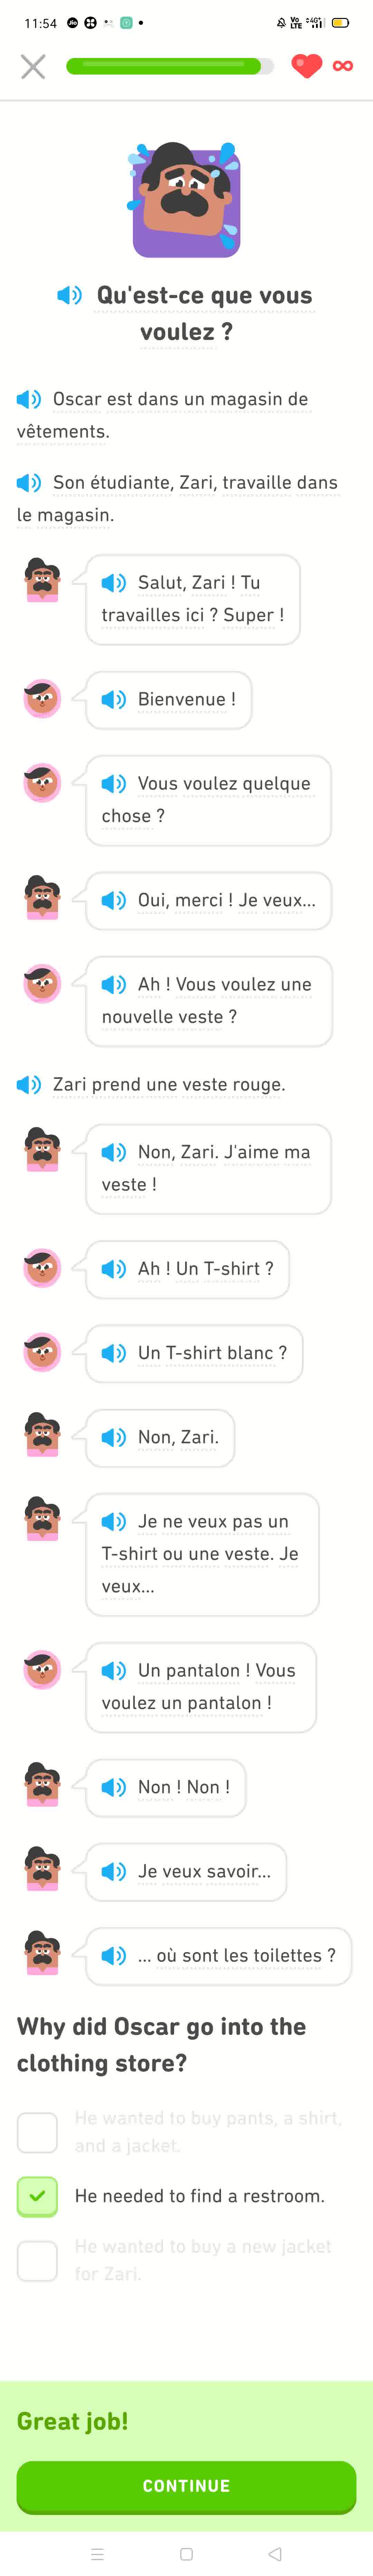 11:54 Jio VoLTE 4G+
Qu'est-ce que vous
voulez ?
Oscar est dans un magasin de
vêtements.
Son étudiante, Zari, travaille dans
le magasin.
Salut, Zari ! Tu
travailles ici ? Super !
Bienvenue !
Vous voulez quelque
chose ?
Oui, merci ! Je veux...
Ah ! Vous voulez une
nouvelle veste ?
Zari prend une veste rouge.
Non, Zari. J'aime ma
veste !
Ah ! Un T-shirt ?
Un T-shirt blanc ?
Non, Zari.
Je ne veux pas un
T-shirt ou une veste. Je
veux...
Un pantalon ! Vous
voulez un pantalon !
Non ! Non !
Je veux savoir...
... où sont les toilettes ?
Why did Oscar go into the
clothing store?
He wanted to buy pants, a shirt,
and a jacket.
He needed to find a restroom.
He wanted to buy a new jacket
for Zari.
Great job!
CONTINUE